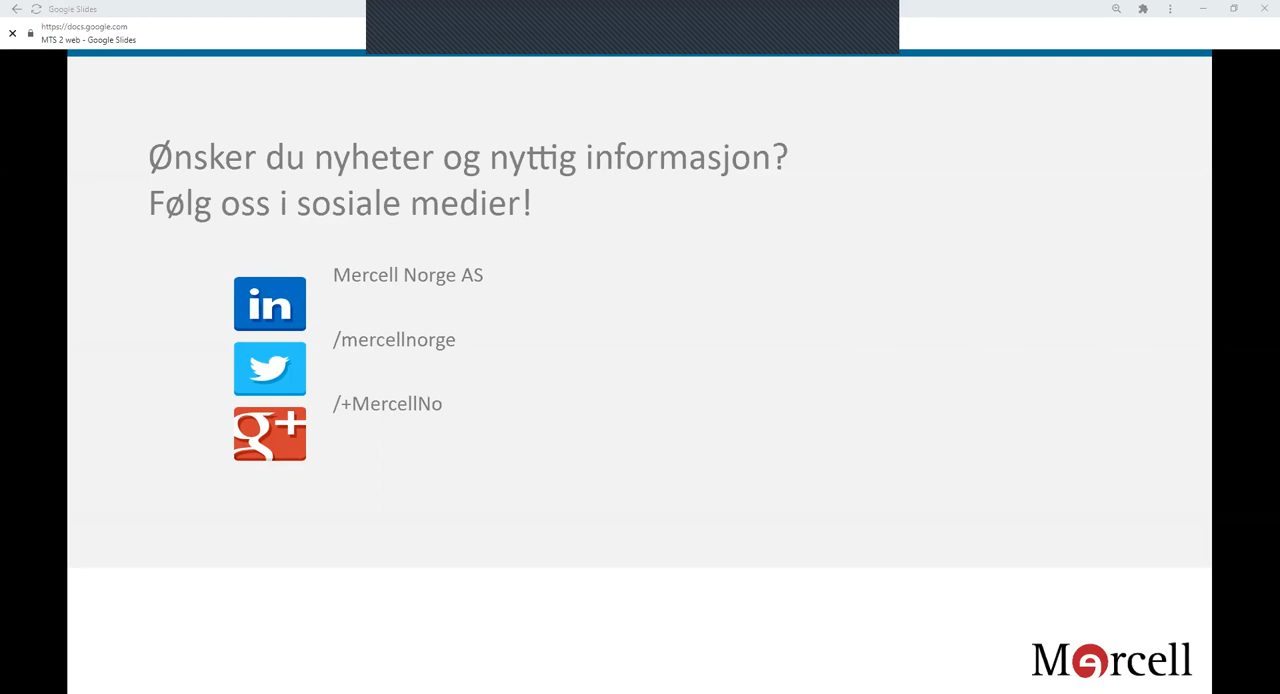 Google Slides
https://docs.google.com
MTS 2 web - Google Slides
Ønsker du nyheter og nyttig informasjon?
Følg oss i sosiale medier!
Mercell Norge AS
in
/mercellnorge
/+MercellNo
g+
Mercell